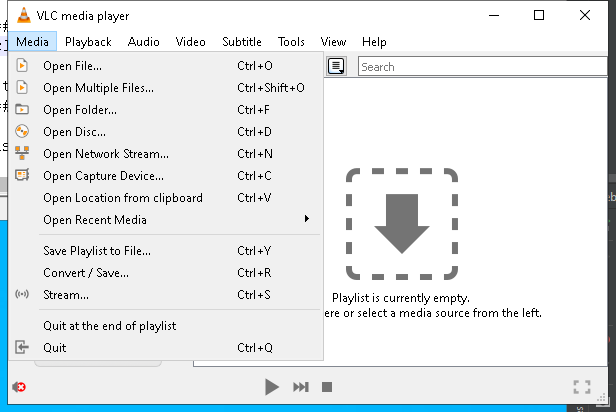 VLC media player
Media Playback Audio Video Subtitle Tools View Help
Open File... Ctrl+O
Open Multiple Files... Ctrl+Shift+O
Open Folder... Ctrl+F
Open Disc... Ctrl+D
Open Network Stream... Ctrl+N
Open Capture Device... Ctrl+C
Open Location from clipboard Ctrl+V
Open Recent Media
Save Playlist to File... Ctrl+Y
Convert / Save... Ctrl+R
Stream... Ctrl+S
Quit at the end of playlist
Quit Ctrl+Q
Search
Playlist is currently empty.
ere or select a media source from the left.